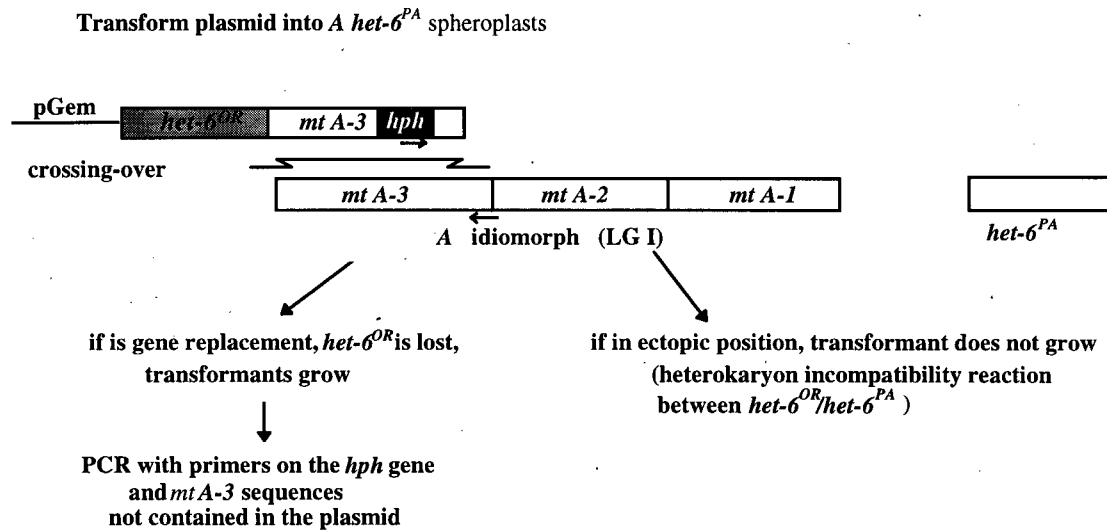 Transform plasmid into A het-6^PA spheroplasts
pGem
het-6^OR
mt A-3
hph
crossing-over
mt A-3
mt A-2
mt A-1
A idiomorph (LG I)
het-6^PA
if is gene replacement, het-6^OR is lost,
transformants grow
if in ectopic position, transformant does not grow
(heterokaryon incompatibility reaction
between het-6^OR/het-6^PA )
PCR with primers on the hph gene
and mt A-3 sequences
not contained in the plasmid